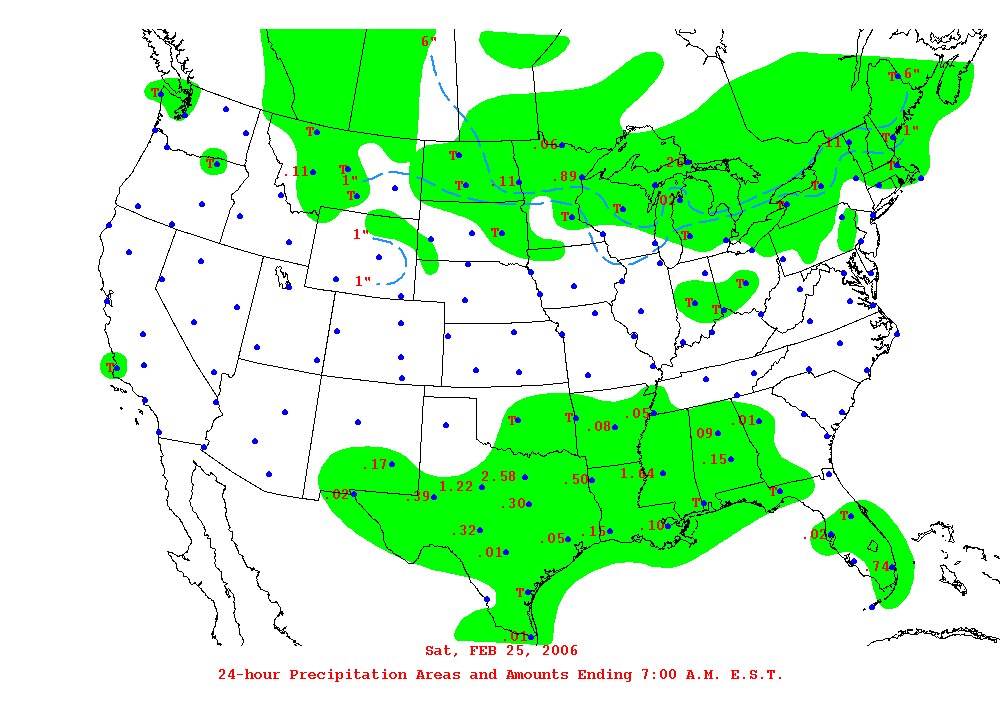 6"
T 6"
T
T .11 1"
.06 T
T .20 T
.11 T
1" .11 .89
T T .02 T T
T T
1" T
1" T
T T
T
.05
T T .08 .01
.09
.17 .15
2.58 1.64
1.22 .50
.02 .39 T
.30 T
T
.32 .15 .10
.05 .02
.01
.74
T
.01
Sat, FEB 25, 2006
24-hour Precipitation Areas and Amounts Ending 7:00 A.M. E.S.T.